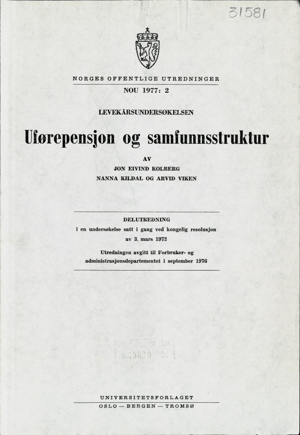 31581
NORGES OFFENTLIGE UTREDNINGER
NOU 1977: 2
LEVEKÅRSUNDERSØKELSEN
Uførepensjon og samfunnsstruktur
AV
JON EIVIND KOLBERG
NANNA KILDAL OG ARVID VIKEN
DELUTREDNING
i en undersøkelse satt i gang ved kongelig resolusjon
av 3. mars 1972
Utredningen avgitt til Forbruker- og
administrasjonsdepartementet i september 1976
UNIVERSITETSFORLAGET
OSLO — BERGEN — TROMSØ